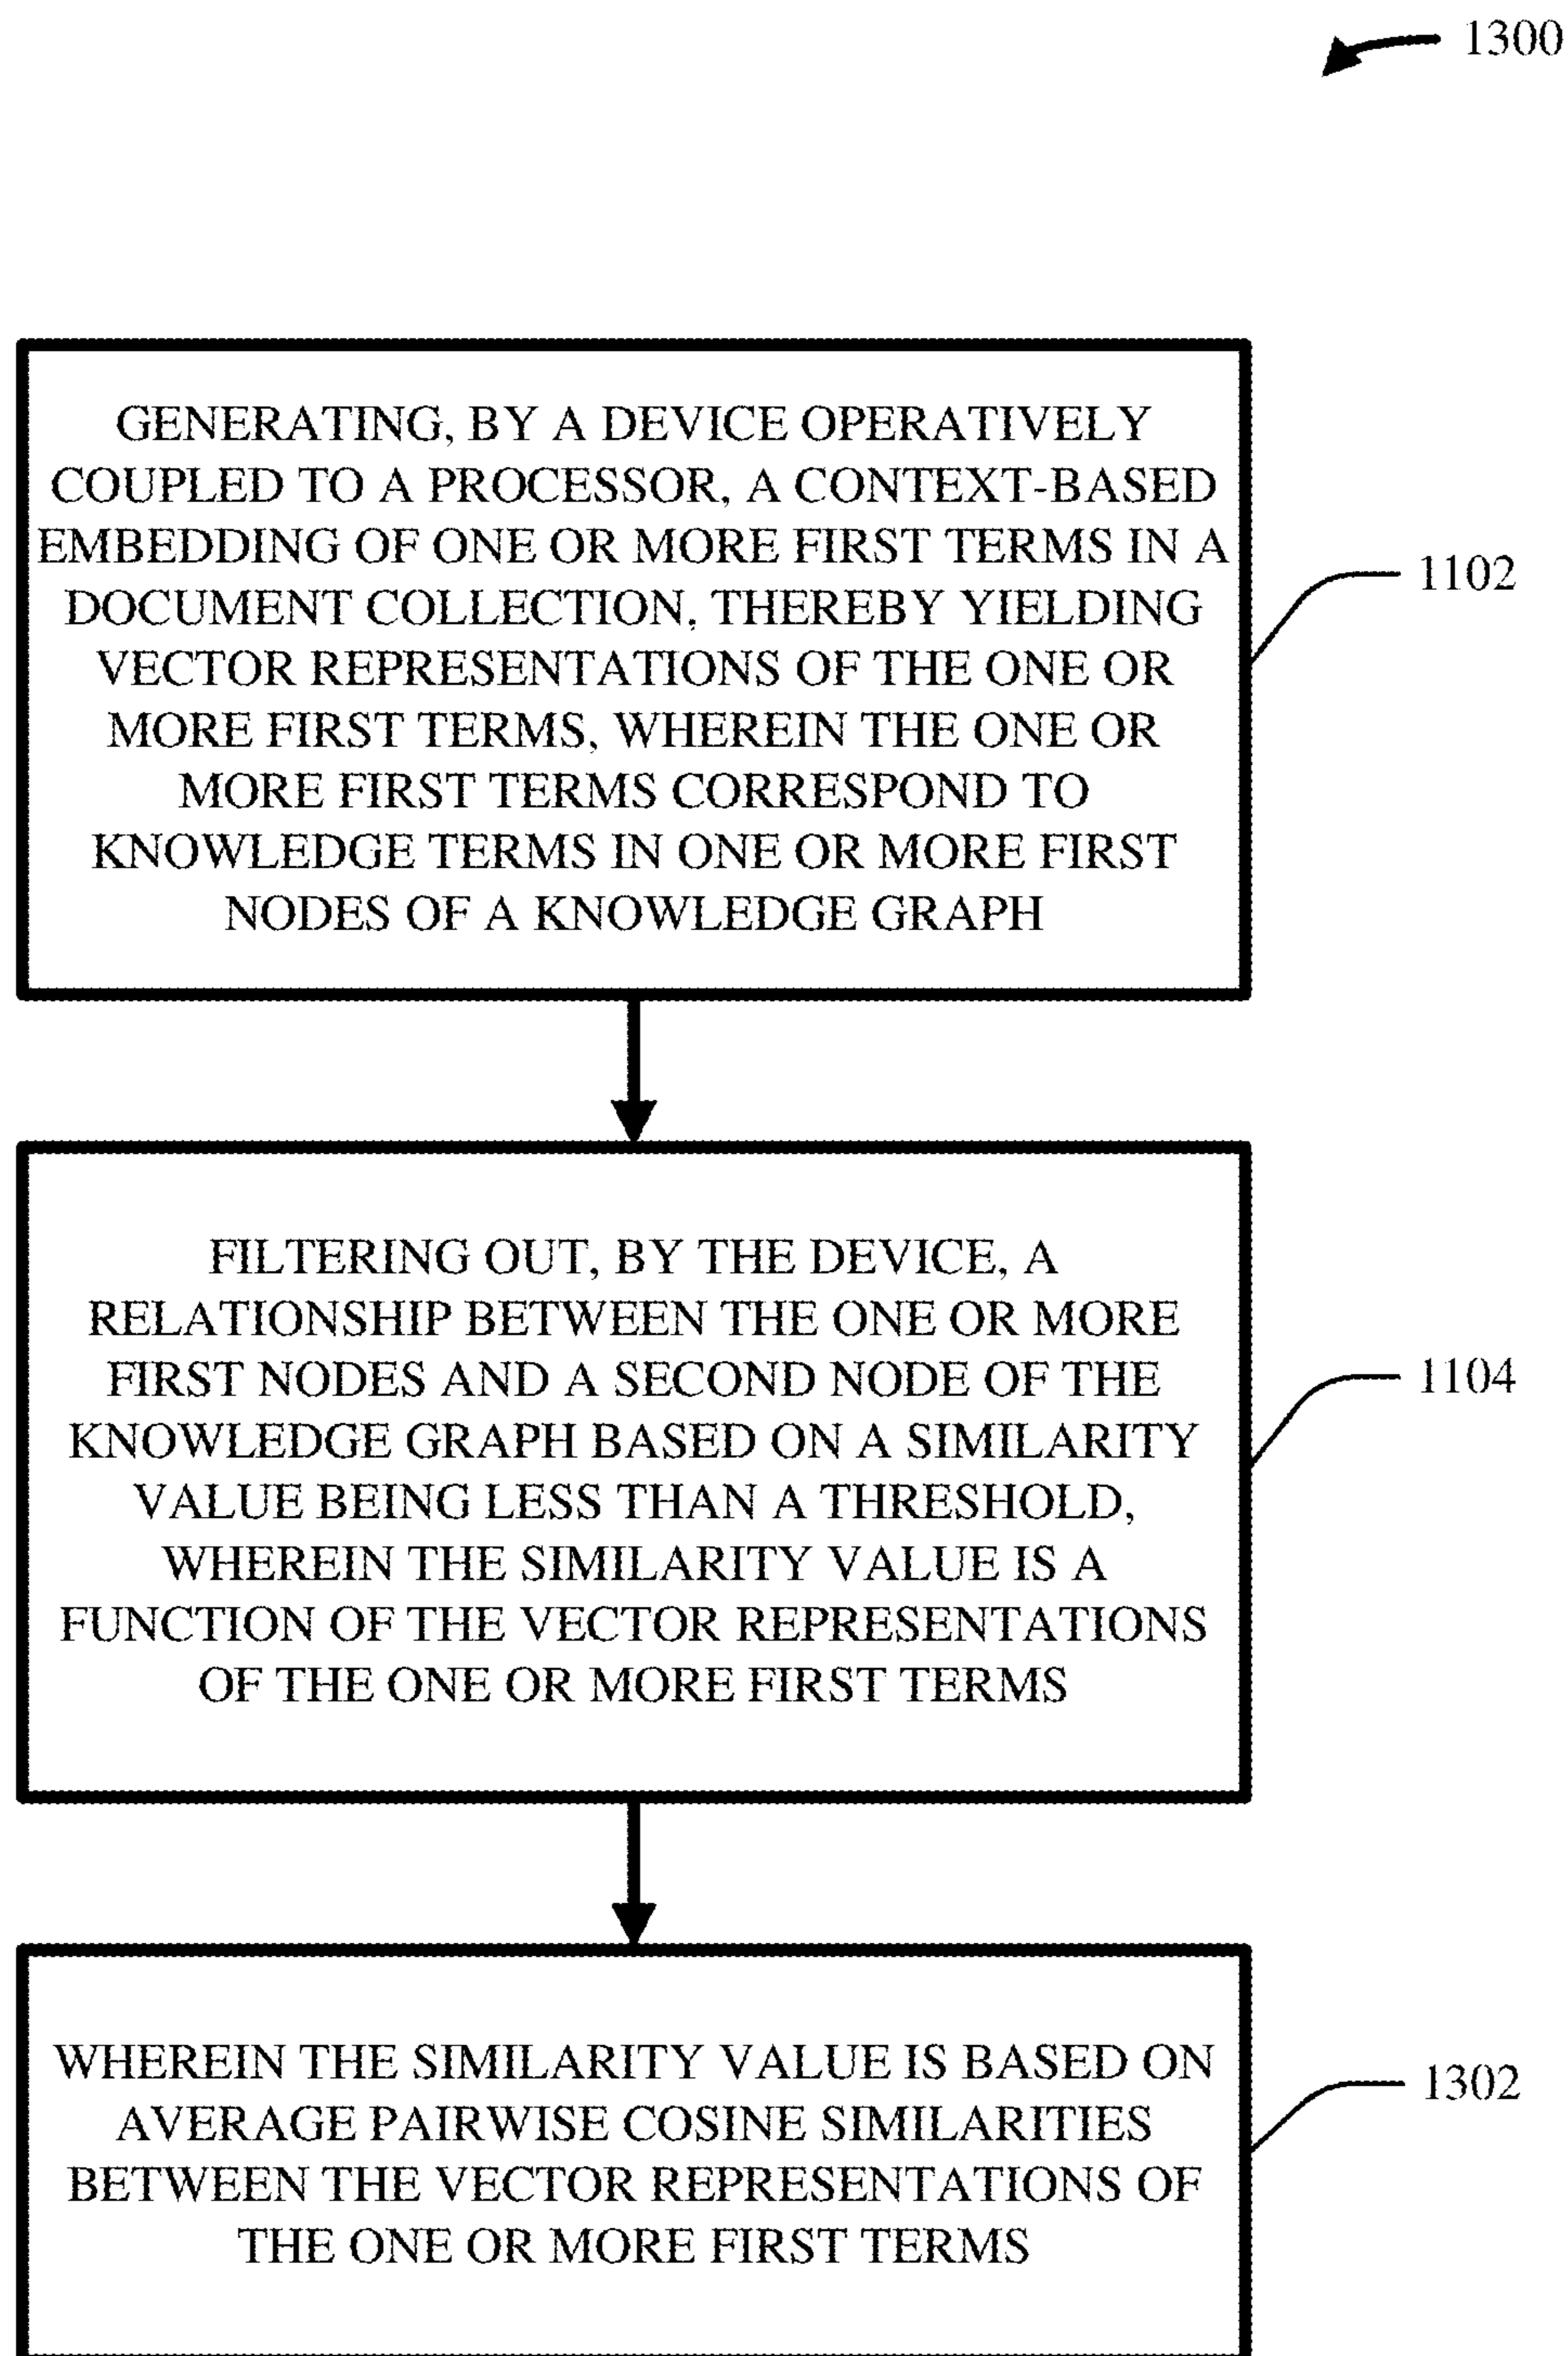 1300
GENERATING, BY A DEVICE OPERATIVELY
COUPLED TO A PROCESSOR, A CONTEXT-BASED
EMBEDDING OF ONE OR MORE FIRST TERMS IN A
DOCUMENT COLLECTION, THEREBY YIELDING
VECTOR REPRESENTATIONS OF THE ONE OR
MORE FIRST TERMS, WHEREIN THE ONE OR
MORE FIRST TERMS CORRESPOND TO
KNOWLEDGE TERMS IN ONE OR MORE FIRST
NODES OF A KNOWLEDGE GRAPH
1102
FILTERING OUT, BY THE DEVICE, A
RELATIONSHIP BETWEEN THE ONE OR MORE
FIRST NODES AND A SECOND NODE OF THE
KNOWLEDGE GRAPH BASED ON A SIMILARITY
VALUE BEING LESS THAN A THRESHOLD,
WHEREIN THE SIMILARITY VALUE IS A
FUNCTION OF THE VECTOR REPRESENTATIONS
OF THE ONE OR MORE FIRST TERMS
1104
WHEREIN THE SIMILARITY VALUE IS BASED ON
AVERAGE PAIRWISE COSINE SIMILARITIES
BETWEEN THE VECTOR REPRESENTATIONS OF
THE ONE OR MORE FIRST TERMS
1302